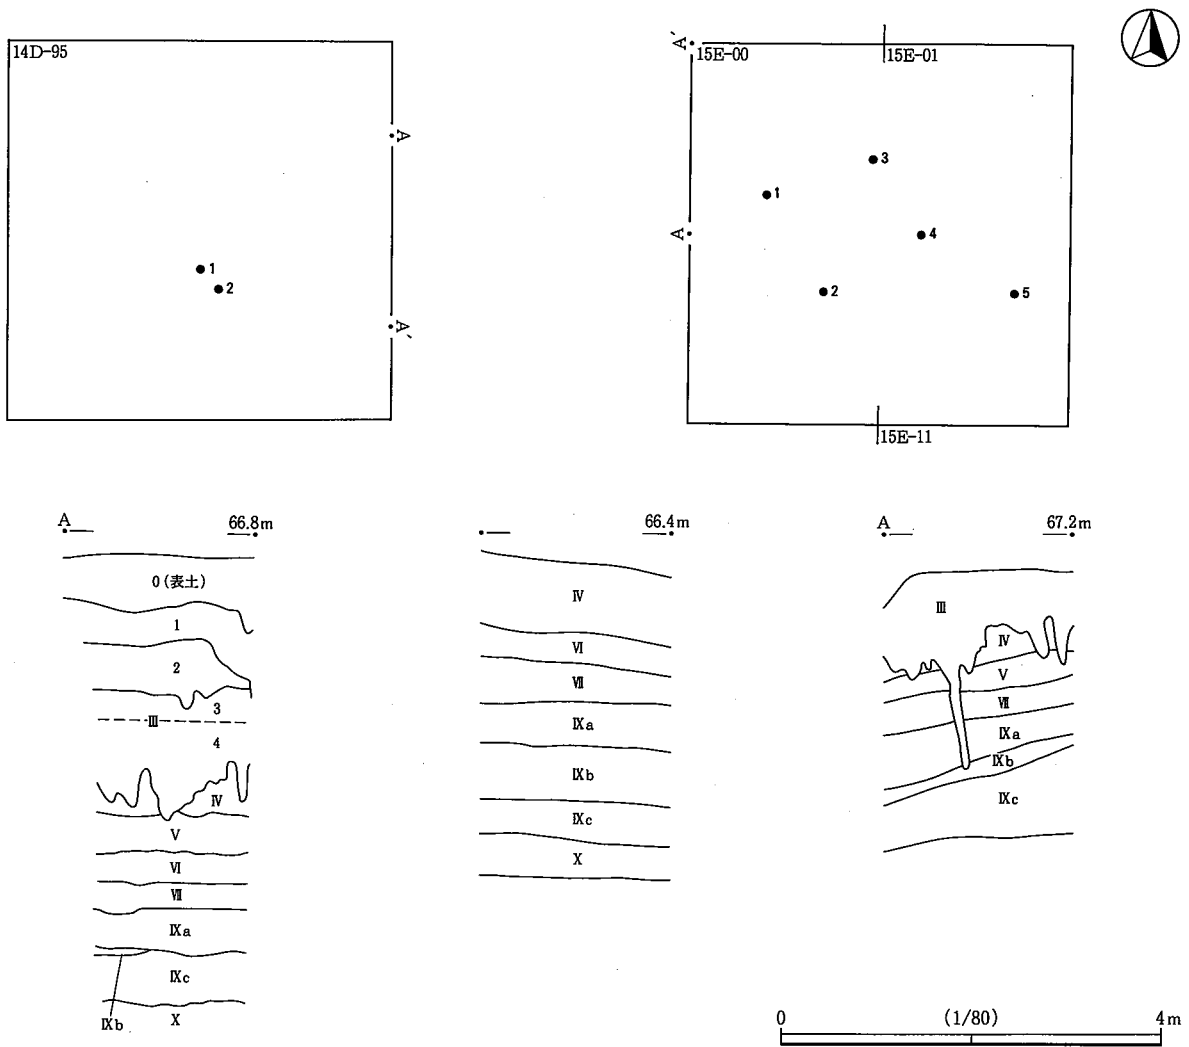 14D-95
A
A′
1
2
A′
15E-00
15E-01
3
1
A
4
2
5
15E-11
A
66.8m
0(表土)
1
2
3
Ⅲ
4
Ⅳ
Ⅴ
Ⅵ
Ⅶ
Ⅸa
Ⅸc
Ⅸb
Ⅹ
66.4m
Ⅳ
Ⅵ
Ⅶ
Ⅸa
Ⅸb
Ⅸc
Ⅹ
A
67.2m
Ⅲ
Ⅳ
Ⅴ
Ⅶ
Ⅸa
Ⅸb
Ⅸc
0 (1/80) 4m